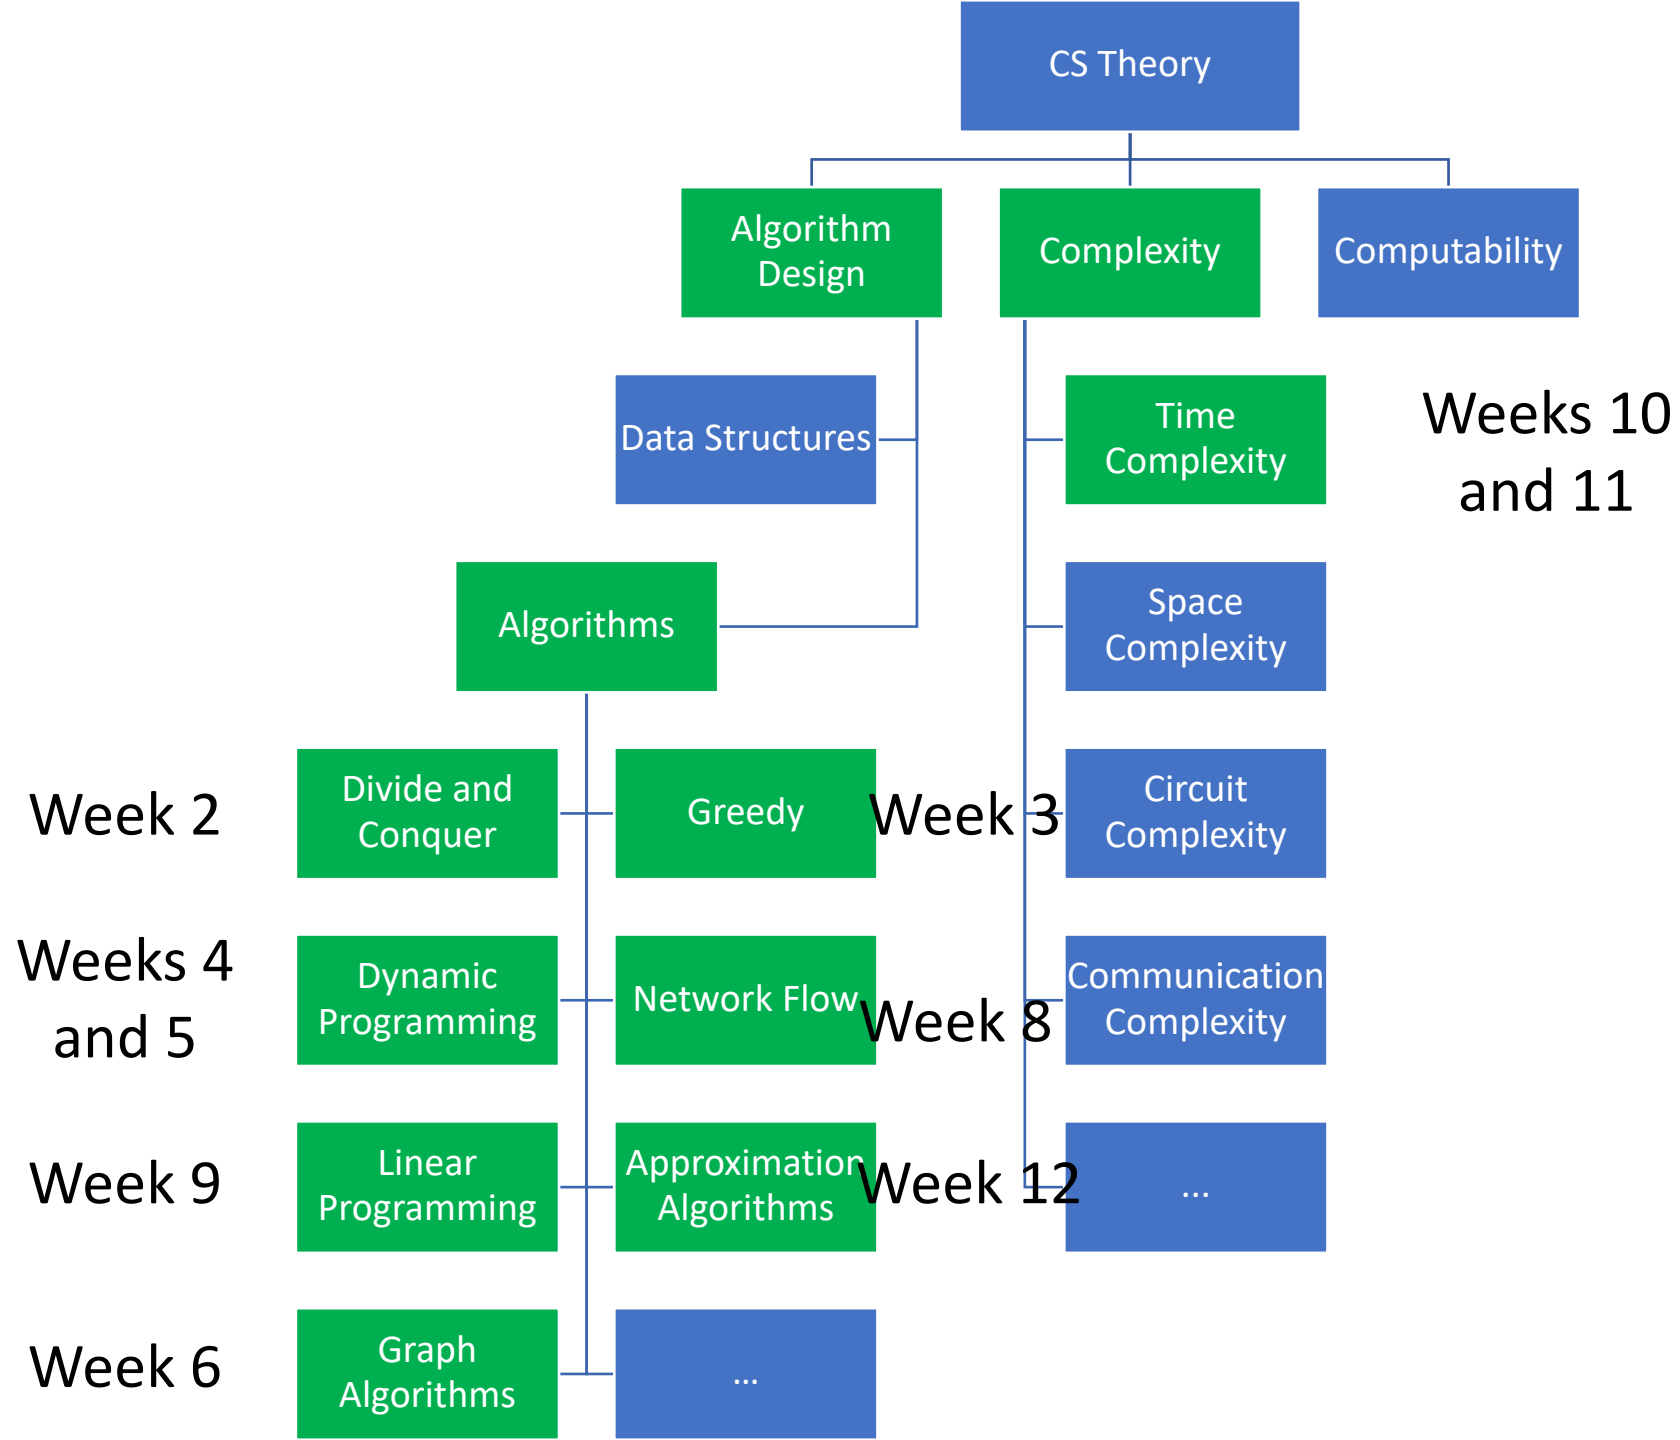 CS Theory
Algorithm
Design
Complexity
Computability
Data Structures
Time
Complexity
Weeks 10
and 11
Algorithms
Space
Complexity
Week 2
Divide and
Conquer
Greedy
Week 3
Circuit
Complexity
Weeks 4
and 5
Dynamic
Programming
Network Flow
Week 8
Communication
Complexity
Week 9
Linear
Programming
Approximation
Algorithms
Week 12
...
Week 6
Graph
Algorithms
...